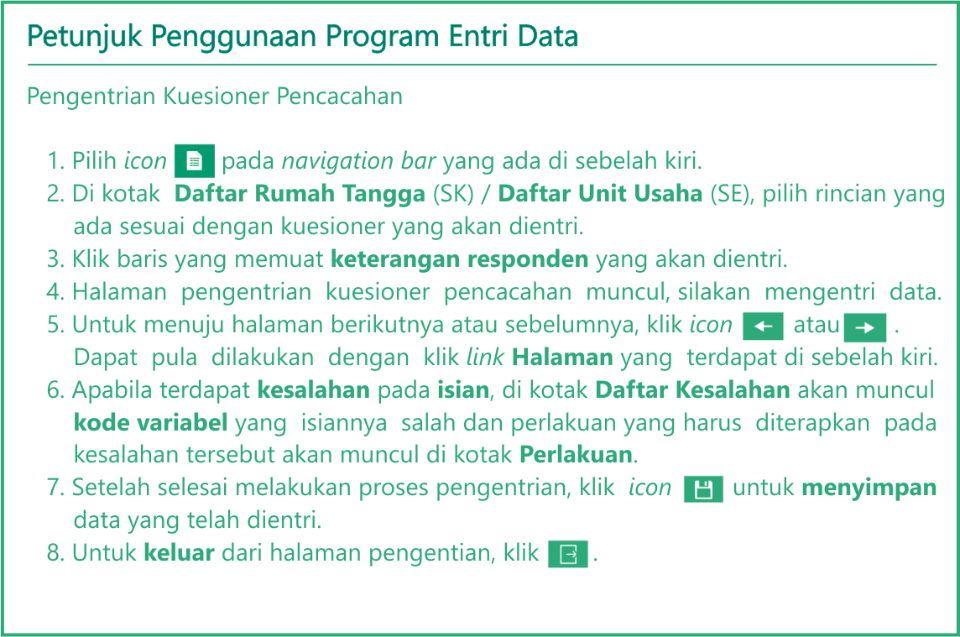 Petunjuk Penggunaan Program Entri Data
Pengentrian Kuesioner Pencacahan
1. Pilih icon pada navigation bar yang ada di sebelah kiri.
2. Di kotak Daftar Rumah Tangga (SK) / Daftar Unit Usaha (SE), pilih rincian yang
ada sesuai dengan kuesioner yang akan dientri.
3. Klik baris yang memuat keterangan responden yang akan dientri.
4. Halaman pengentrian kuesioner pencacahan muncul, silakan mengentri data.
5. Untuk menuju halaman berikutnya atau sebelumnya, klik icon ← atau → .
Dapat pula dilakukan dengan klik link Halaman yang terdapat di sebelah kiri.
6. Apabila terdapat kesalahan pada isian, di kotak Daftar Kesalahan akan muncul
kode variabel yang isiannya salah dan perlakuan yang harus diterapkan pada
kesalahan tersebut akan muncul di kotak Perlakuan.
7. Setelah selesai melakukan proses pengentrian, klik icon untuk menyimpan
data yang telah dientri.
8. Untuk keluar dari halaman pengentian, klik .